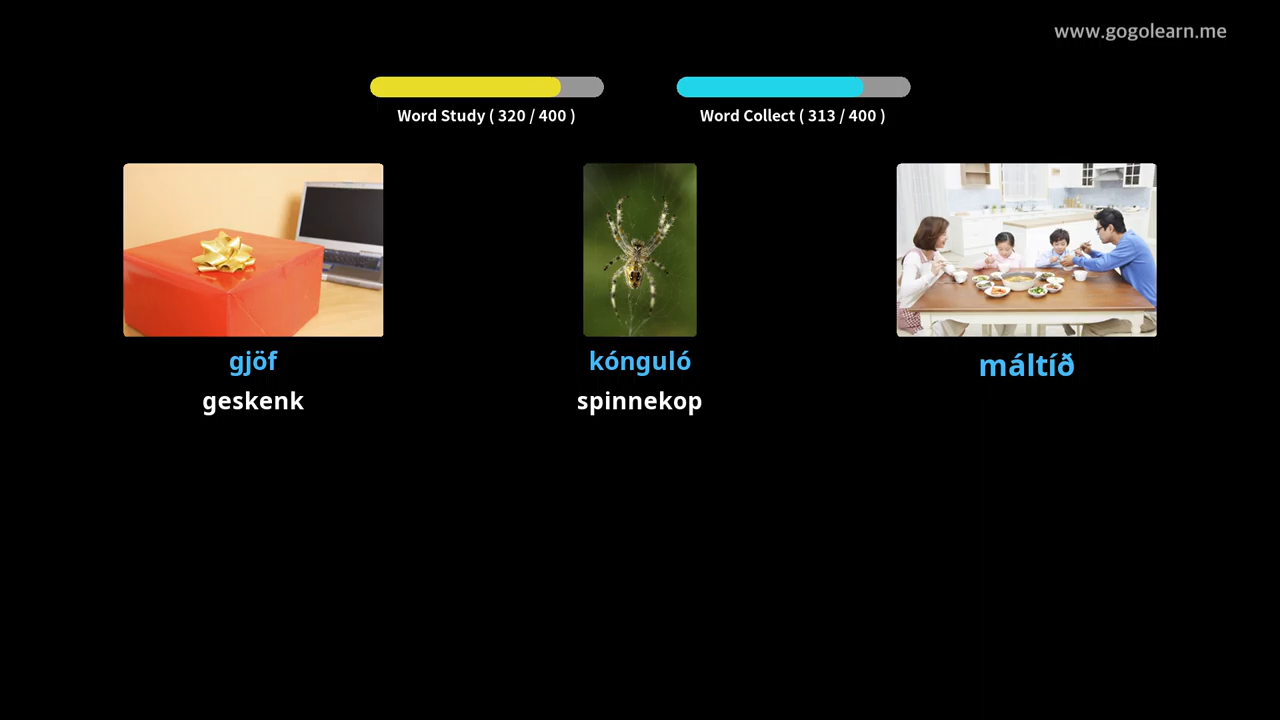 www.gogolearn.me
Word Study ( 320 / 400 )
Word Collect ( 313 / 400 )
gjöf
kónguló
máltíð
geskenk
spinnekop